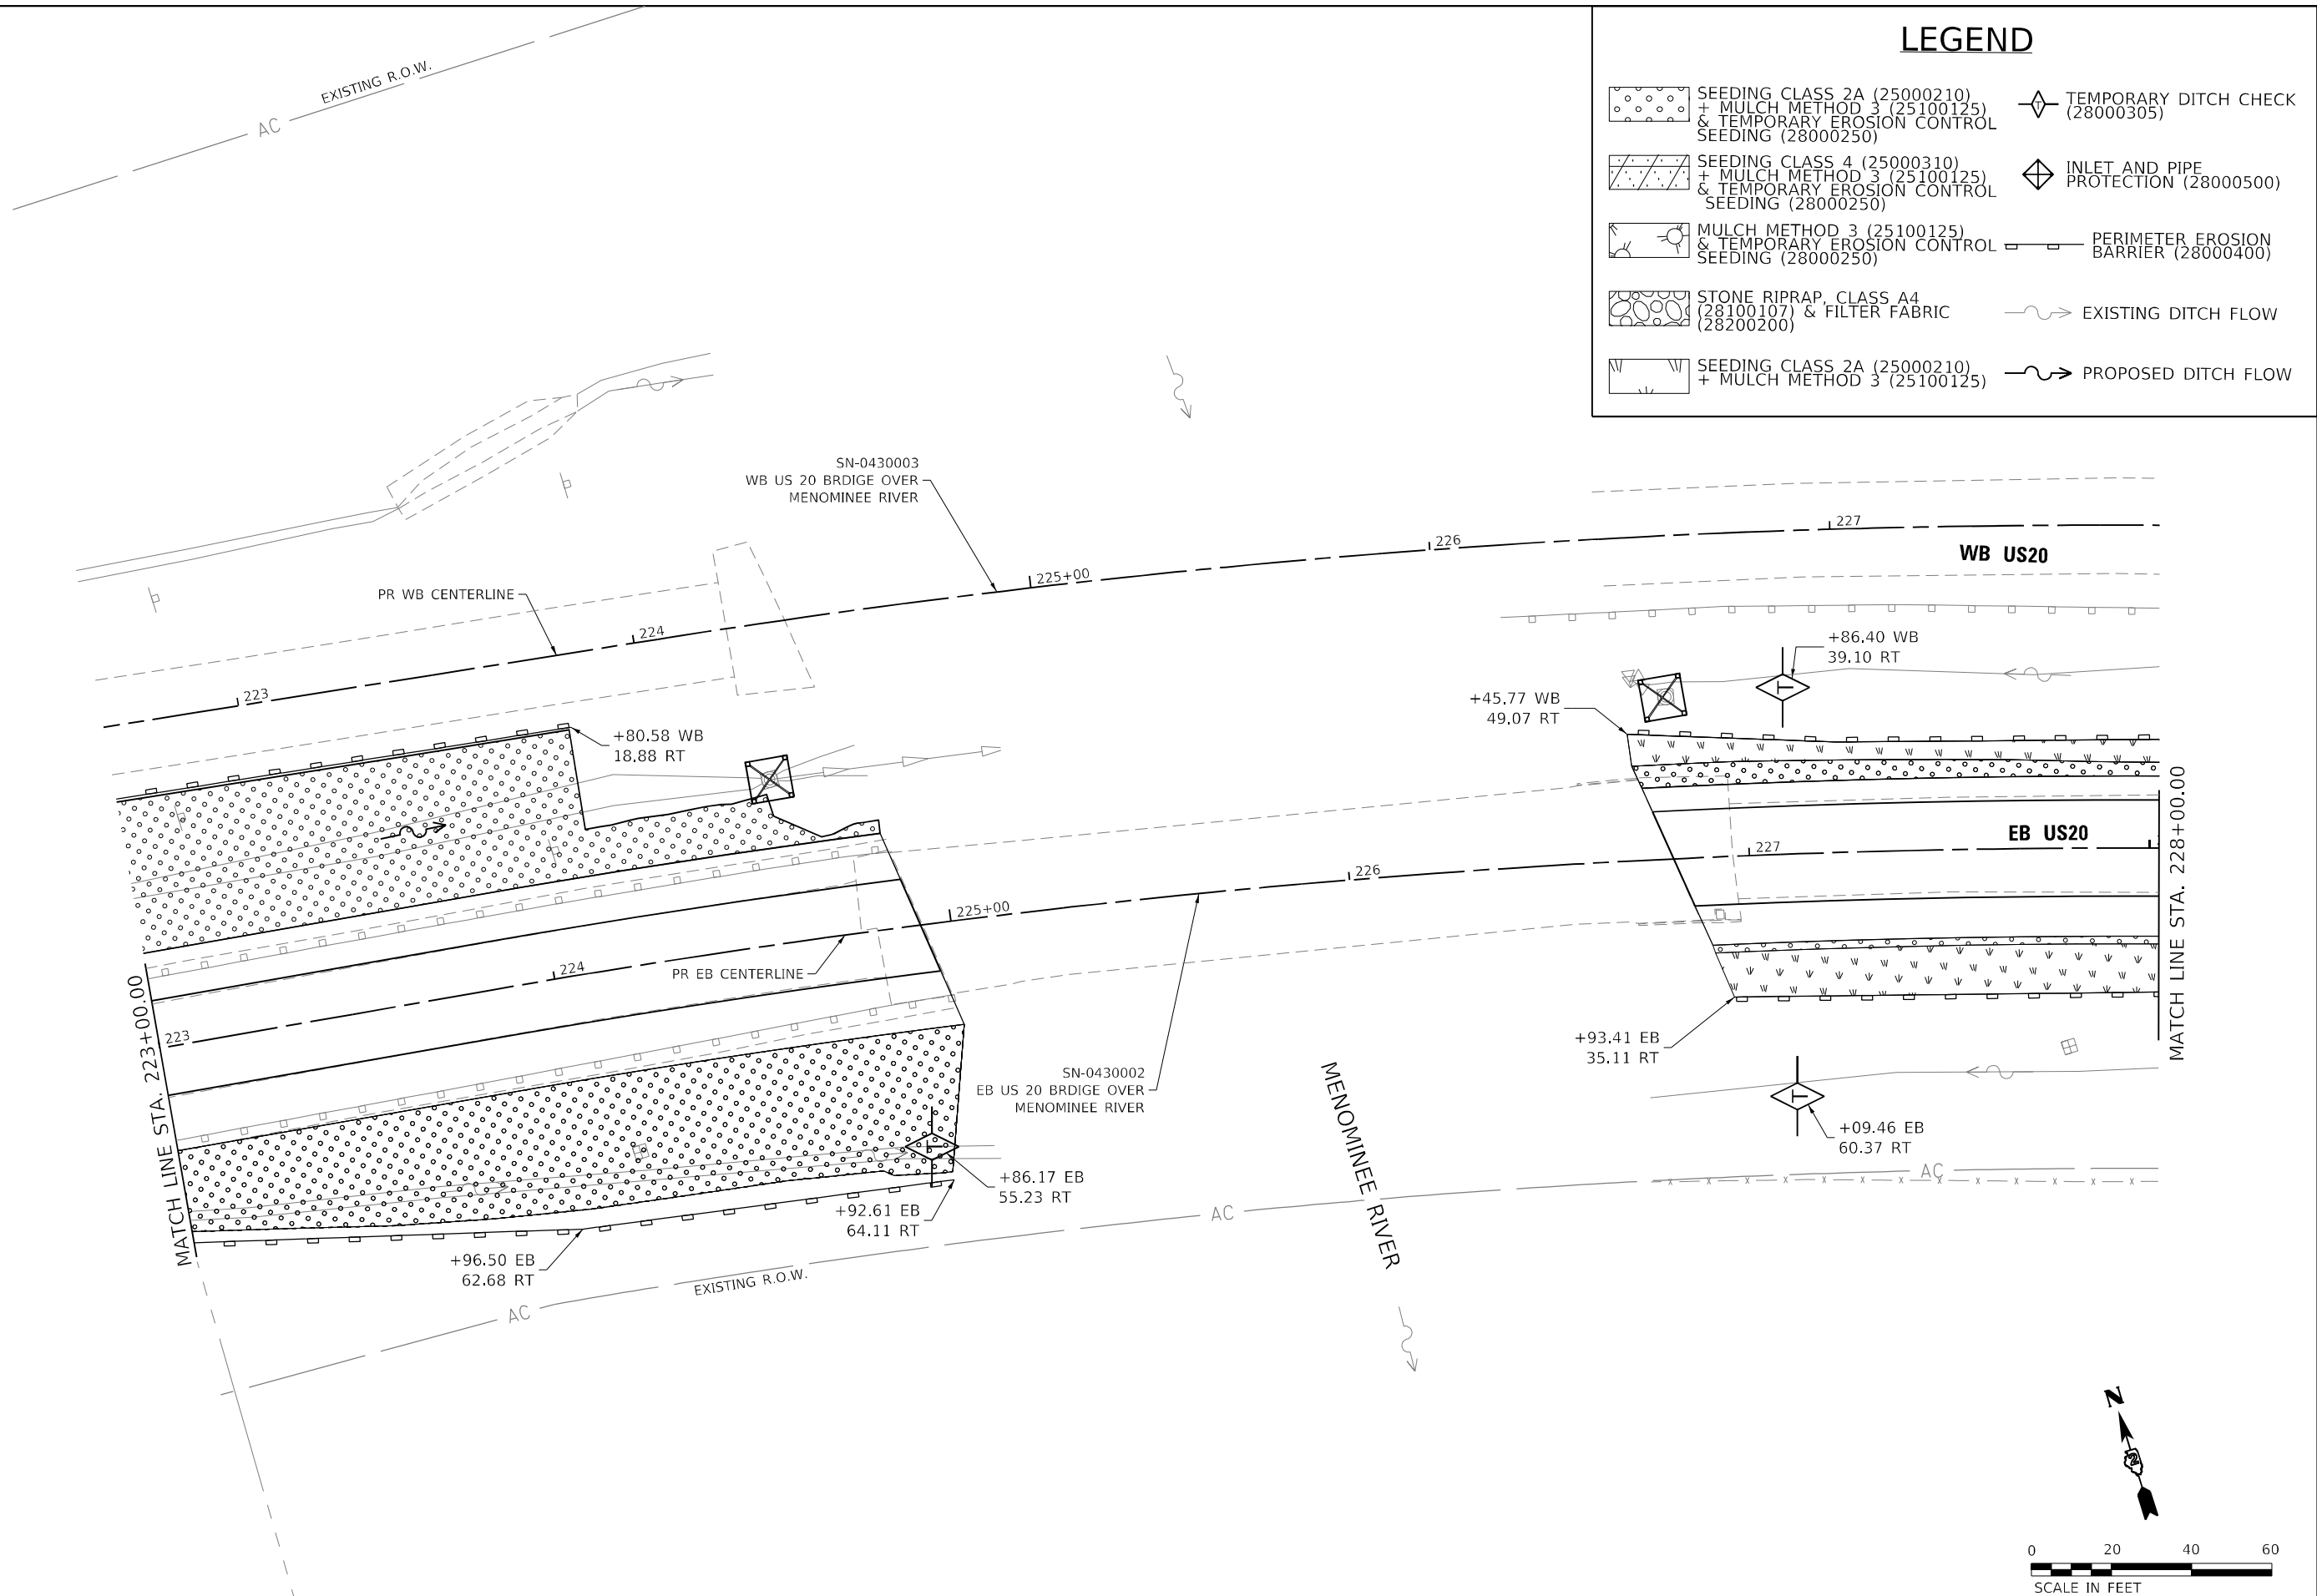 LEGEND
SEEDING CLASS 2A (25000210)
+ MULCH METHOD 3 (25100125)
& TEMPORARY EROSION CONTROL
SEEDING (28000250)
SEEDING CLASS 4 (25000310)
+ MULCH METHOD 3 (25100125)
& TEMPORARY EROSION CONTROL
SEEDING (28000250)
MULCH METHOD 3 (25100125)
& TEMPORARY EROSION CONTROL
SEEDING (28000250)
STONE RIPRAP, CLASS A4
(28100107) & FILTER FABRIC
(28200200)
SEEDING CLASS 2A (25000210)
+ MULCH METHOD 3 (25100125)
T
TEMPORARY DITCH CHECK
(28000305)
INLET AND PIPE
PROTECTION (28000500)
PERIMETER EROSION
BARRIER (28000400)
EXISTING DITCH FLOW
PROPOSED DITCH FLOW
EXISTING R.O.W.
AC
SN-0430003
WB US 20 BRDIGE OVER
MENOMINEE RIVER
PR WB CENTERLINE
223
224
225+00
226
227
WB US20
+80.58 WB
18.88 RT
+86.40 WB
39.10 RT
T
+45.77 WB
49.07 RT
EB US20
223
224
225+00
226
227
PR EB CENTERLINE
MATCH LINE STA. 223+00.00
MATCH LINE STA. 228+00.00
SN-0430002
EB US 20 BRDIGE OVER
MENOMINEE RIVER
+93.41 EB
35.11 RT
T
+09.46 EB
60.37 RT
T
+86.17 EB
55.23 RT
+92.61 EB
64.11 RT
+96.50 EB
62.68 RT
MENOMINEE RIVER
AC
AC
EXISTING R.O.W.
AC
N
2
0 20 40 60
SCALE IN FEET